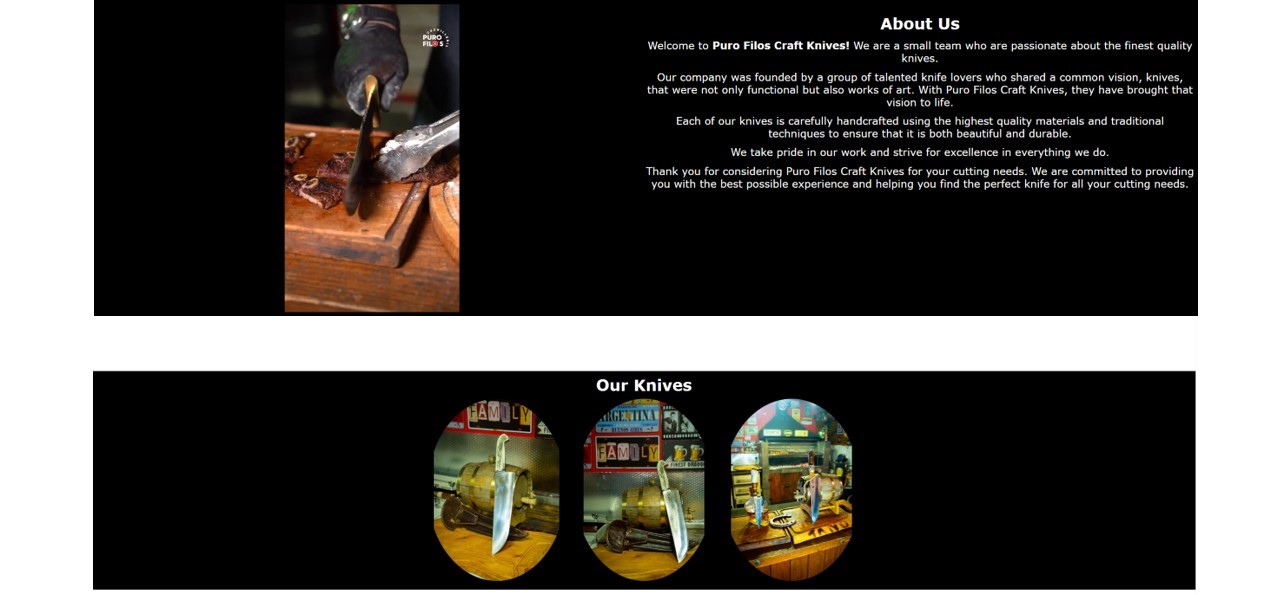 PURO
FILOS
About Us
Welcome to Puro Filos Craft Knives! We are a small team who are passionate about the finest quality
knives.
Our company was founded by a group of talented knife lovers who shared a common vision, knives,
that were not only functional but also works of art. With Puro Filos Craft Knives, they have brought that
vision to life.
Each of our knives is carefully handcrafted using the highest quality materials and traditional
techniques to ensure that it is both beautiful and durable.
We take pride in our work and strive for excellence in everything we do.
Thank you for considering Puro Filos Craft Knives for your cutting needs. We are committed to providing
you with the best possible experience and helping you find the perfect knife for all your cutting needs.
Our Knives
FAMILY
ARGENTINA
BUENOS AIRES
FAMILY